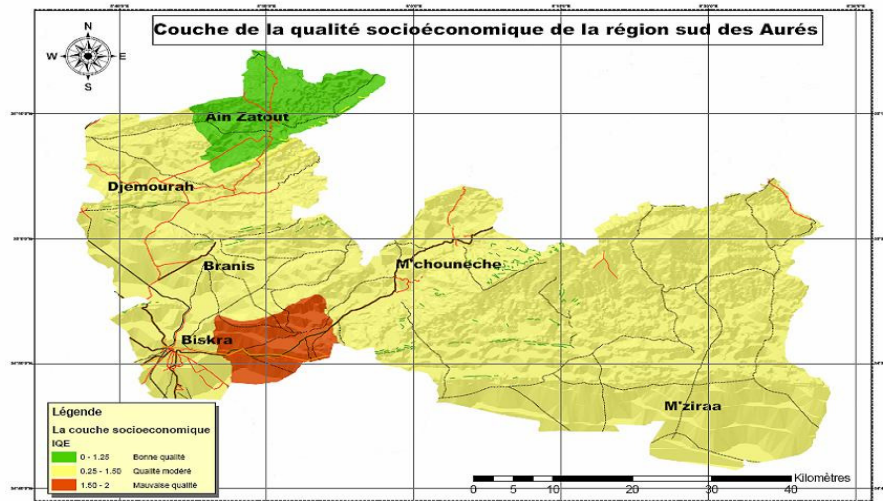 Couche de la qualité socioéconomique de la région sud des Aurés
N
W E
S
Ain Zatout
Djemourah
Branis
M'chouneche
Biskra
M'ziraa
Légende
La couche socioeconomique
IQE
0 - 1.25 Bonne qualité
0,25 - 1.50 Qualité modéré
1.50 - 2 Mauvaise qualité
Kilomètres
0 5 10 20 30 40